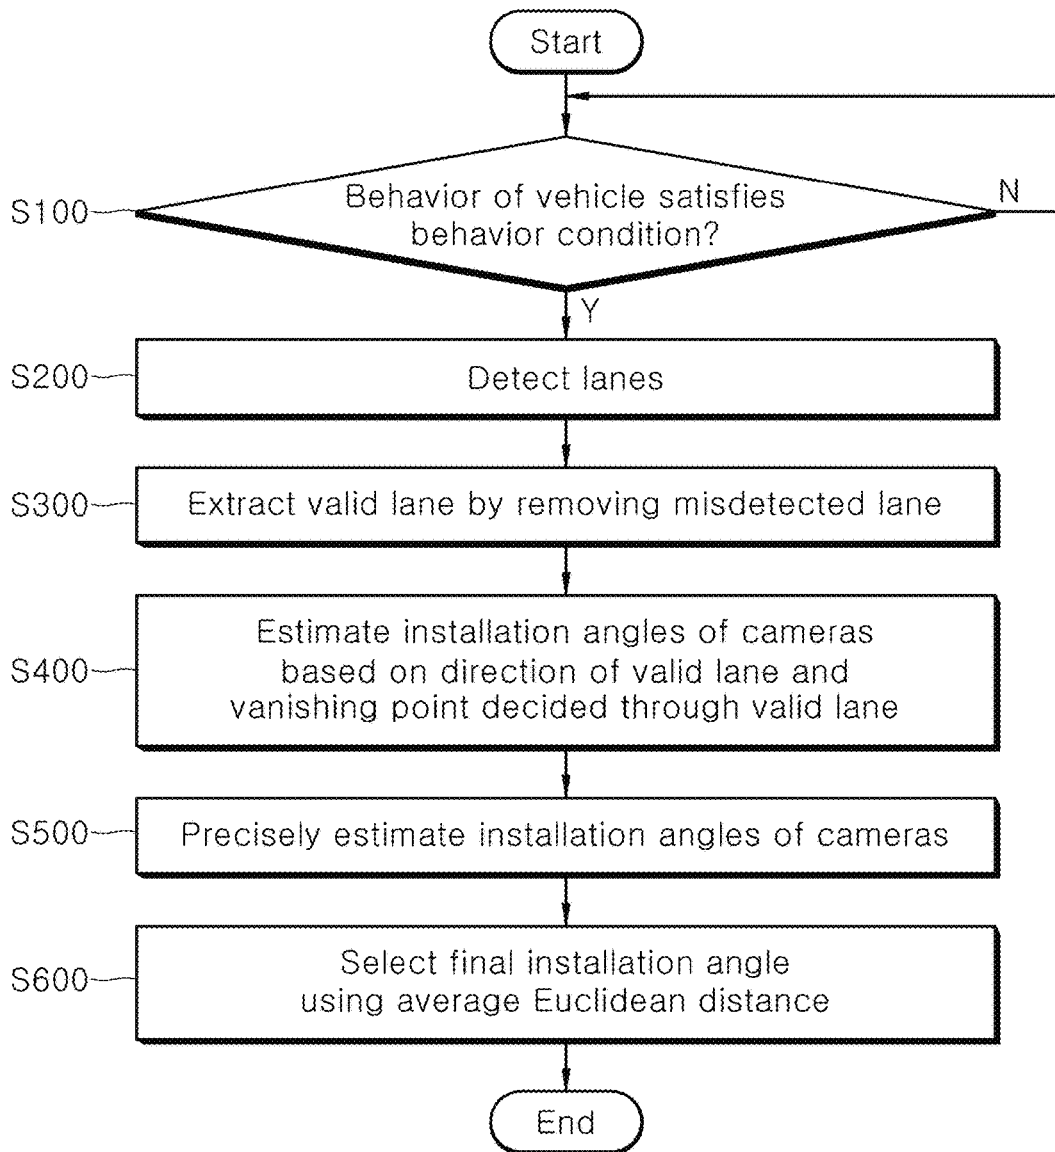 Start
S100
Behavior of vehicle satisfies
behavior condition?
N
Y
S200
Detect lanes
S300
Extract valid lane by removing misdetected lane
S400
Estimate installation angles of cameras
based on direction of valid lane and
vanishing point decided through valid lane
S500
Precisely estimate installation angles of cameras
S600
Select final installation angle
using average Euclidean distance
End